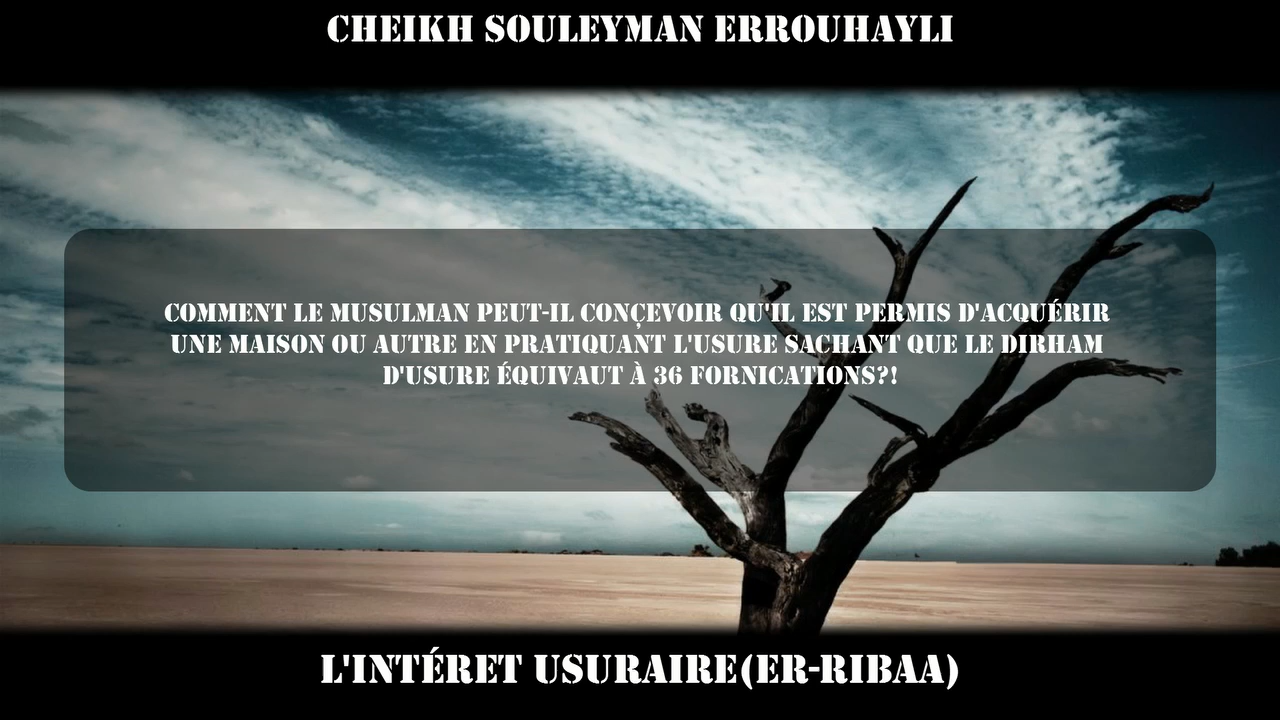 CHEIKH SOULEYMAN ERROUHAYLI
COMMENT LE MUSULMAN PEUT-IL CONÇEVOIR QU'IL EST PERMIS D'ACQUÉRIR
UNE MAISON OU AUTRE EN PRATIQUANT L'USURE SACHANT QUE LE DIRHAM
D'USURE ÉQUIVAUT À 36 FORNICATIONS?!
L'INTÉRET USURAIRE(ER-RIBAA)